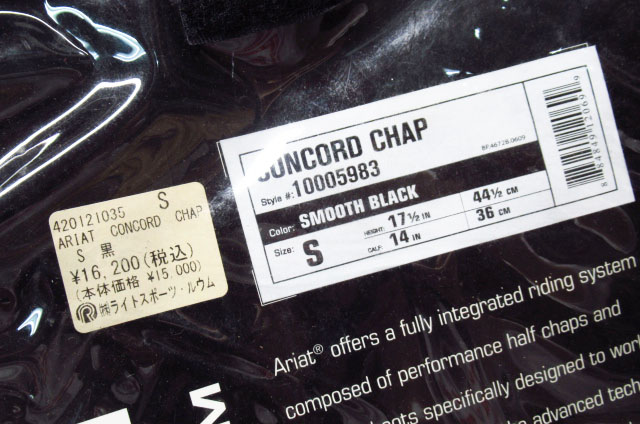 420121035 S
ARIAT CONCORD CHAP
S 黒
¥16,200(税込)
(本体価格 ¥15,000)
㈱ライトスポーツ・ルウム
CONCORD CHAP
Style #: 10005983
BP.46728.0609
Color: SMOOTH BLACK
Size: S
HEIGHT: 17½ IN 44½ CM
CALF: 14 IN 36 CM
Ariat® offers a fully integrated riding system
composed of performance half chaps and
specifically designed to work
advanced tech